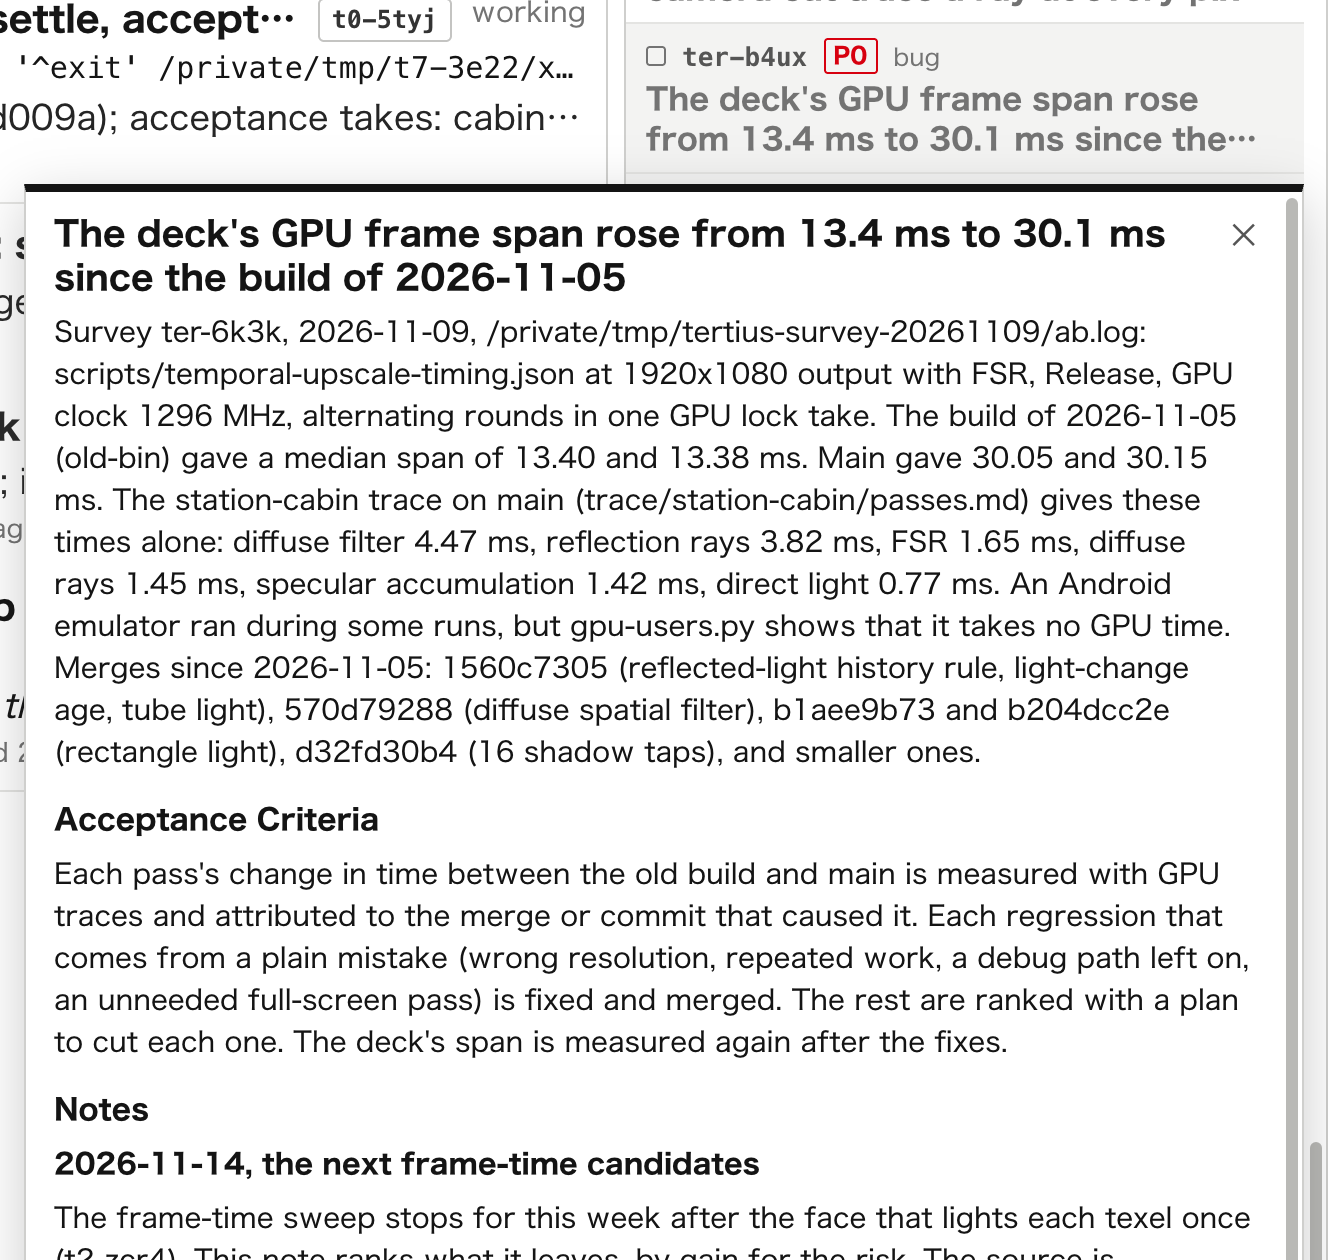 settle, accept…
t0-5tyj
working
'^exit' /private/tmp/t7-3e22/x…
d009a); acceptance takes: cabin…
ter-b4ux
P0
bug
The deck's GPU frame span rose
from 13.4 ms to 30.1 ms since the…
The deck's GPU frame span rose from 13.4 ms to 30.1 ms
since the build of 2026-11-05
Survey ter-6k3k, 2026-11-09, /private/tmp/tertius-survey-20261109/ab.log:
scripts/temporal-upscale-timing.json at 1920x1080 output with FSR, Release, GPU
clock 1296 MHz, alternating rounds in one GPU lock take. The build of 2026-11-05
(old-bin) gave a median span of 13.40 and 13.38 ms. Main gave 30.05 and 30.15
ms. The station-cabin trace on main (trace/station-cabin/passes.md) gives these
times alone: diffuse filter 4.47 ms, reflection rays 3.82 ms, FSR 1.65 ms, diffuse
rays 1.45 ms, specular accumulation 1.42 ms, direct light 0.77 ms. An Android
emulator ran during some runs, but gpu-users.py shows that it takes no GPU time.
Merges since 2026-11-05: 1560c7305 (reflected-light history rule, light-change
age, tube light), 570d79288 (diffuse spatial filter), b1aee9b73 and b204dcc2e
(rectangle light), d32fd30b4 (16 shadow taps), and smaller ones.
Acceptance Criteria
Each pass's change in time between the old build and main is measured with GPU
traces and attributed to the merge or commit that caused it. Each regression that
comes from a plain mistake (wrong resolution, repeated work, a debug path left on,
an unneeded full-screen pass) is fixed and merged. The rest are ranked with a plan
to cut each one. The deck's span is measured again after the fixes.
Notes
2026-11-14, the next frame-time candidates
The frame-time sweep stops for this week after the face that lights each texel once
(t2-zcr4). This note ranks what it leaves, by gain for the risk. The source is